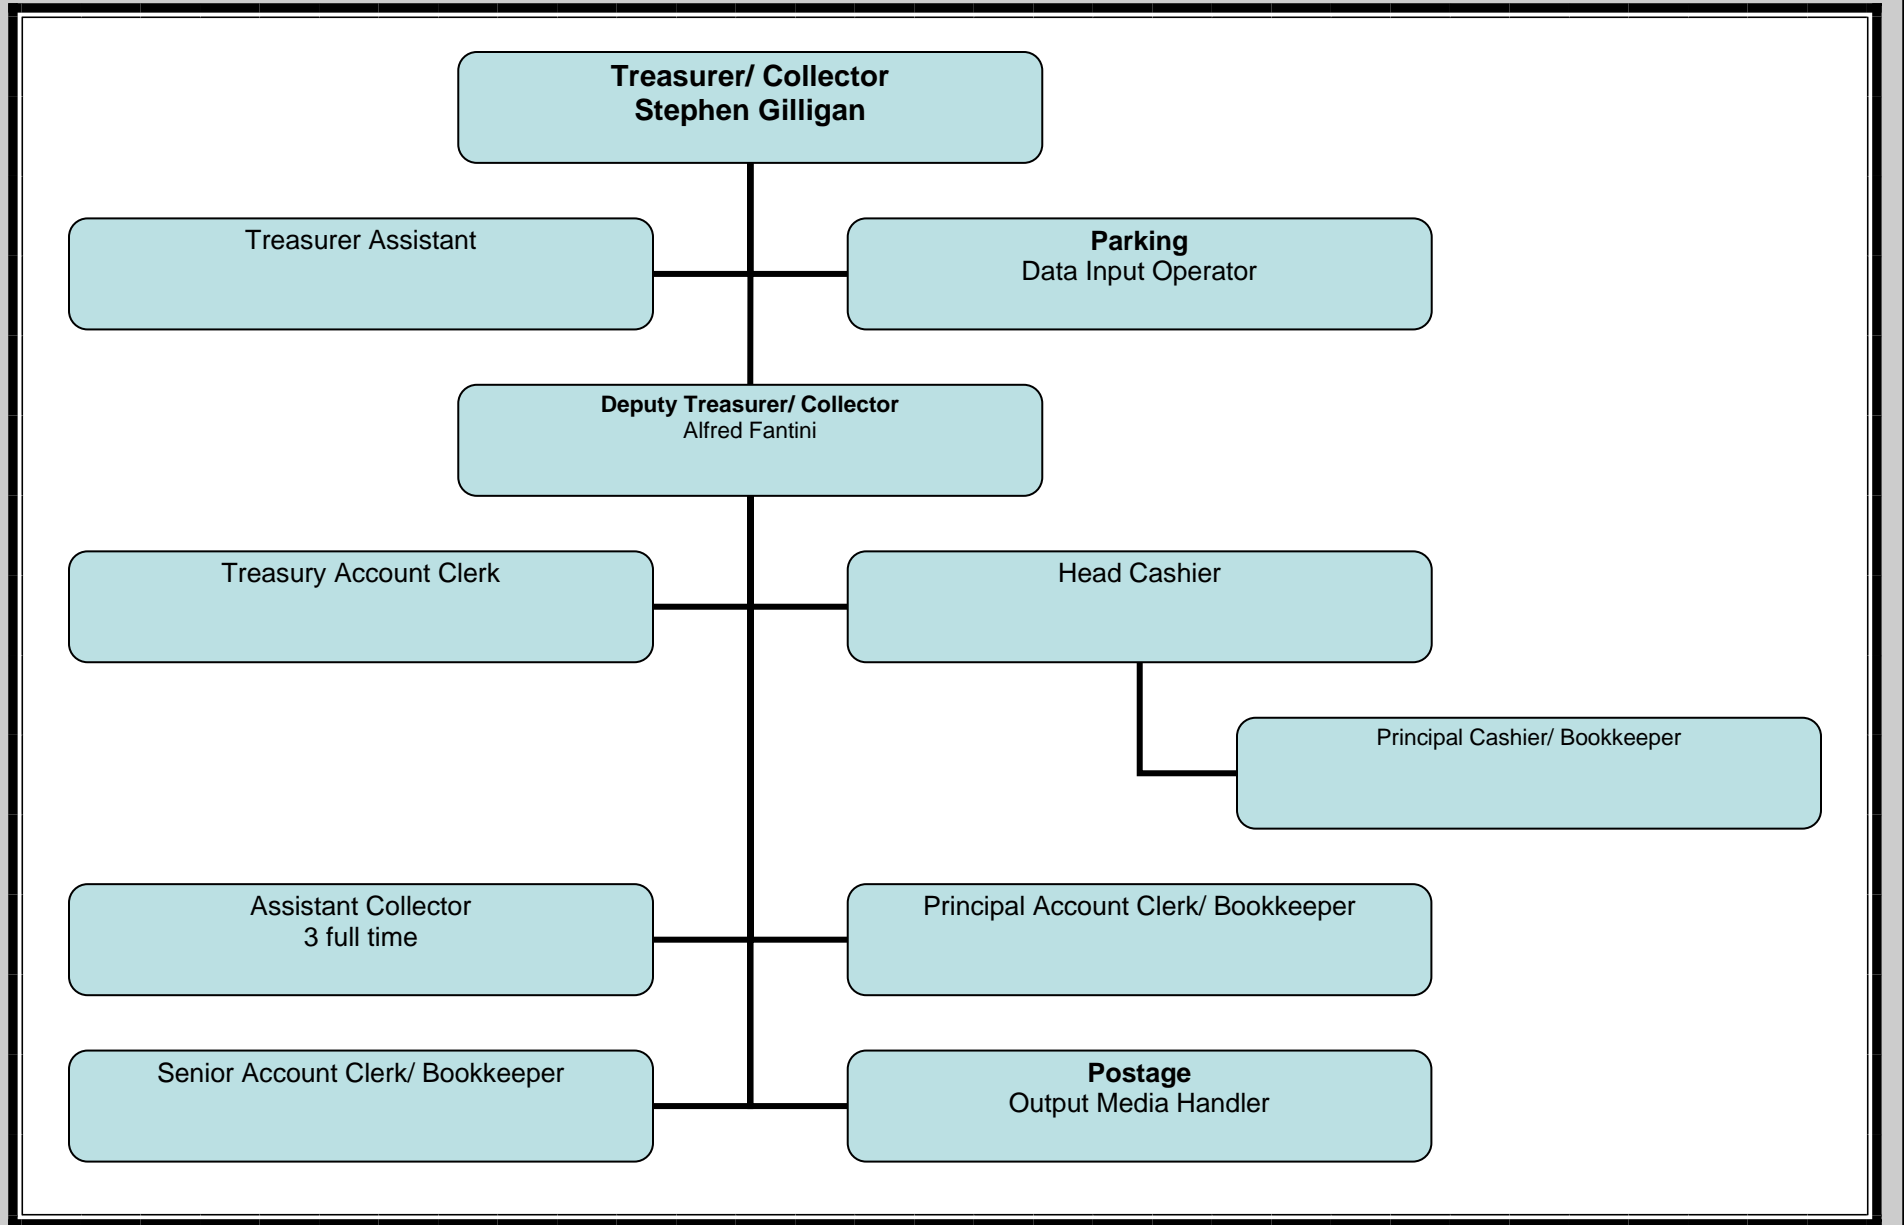 Treasurer/ Collector
Stephen Gilligan
Treasurer Assistant
Parking
Data Input Operator
Deputy Treasurer/ Collector
Alfred Fantini
Treasury Account Clerk
Head Cashier
Principal Cashier/ Bookkeeper
Assistant Collector
3 full time
Principal Account Clerk/ Bookkeeper
Senior Account Clerk/ Bookkeeper
Postage
Output Media Handler